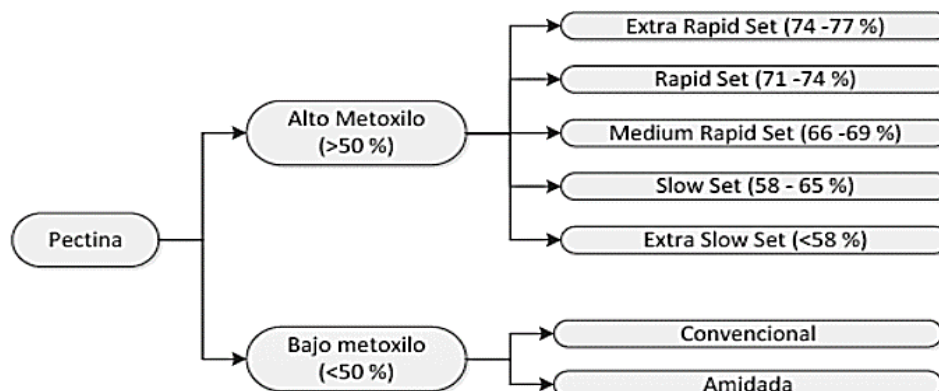 Extra Rapid Set (74 -77 %)
Rapid Set (71 -74 %)
Alto Metoxilo
(>50 %)
Medium Rapid Set (66 -69 %)
Slow Set (58 - 65 %)
Pectina
Extra Slow Set (<58 %)
Bajo metoxilo
(<50 %)
Convencional
Amidada